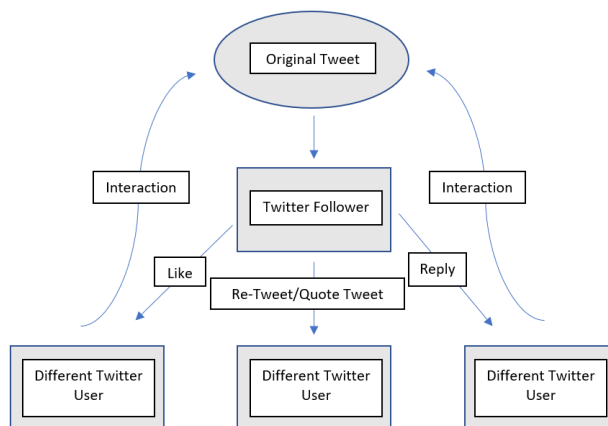 Original Tweet
Interaction
Interaction
Twitter Follower
Like
Reply
Re-Tweet/Quote Tweet
Different Twitter
User
Different Twitter
User
Different Twitter
User